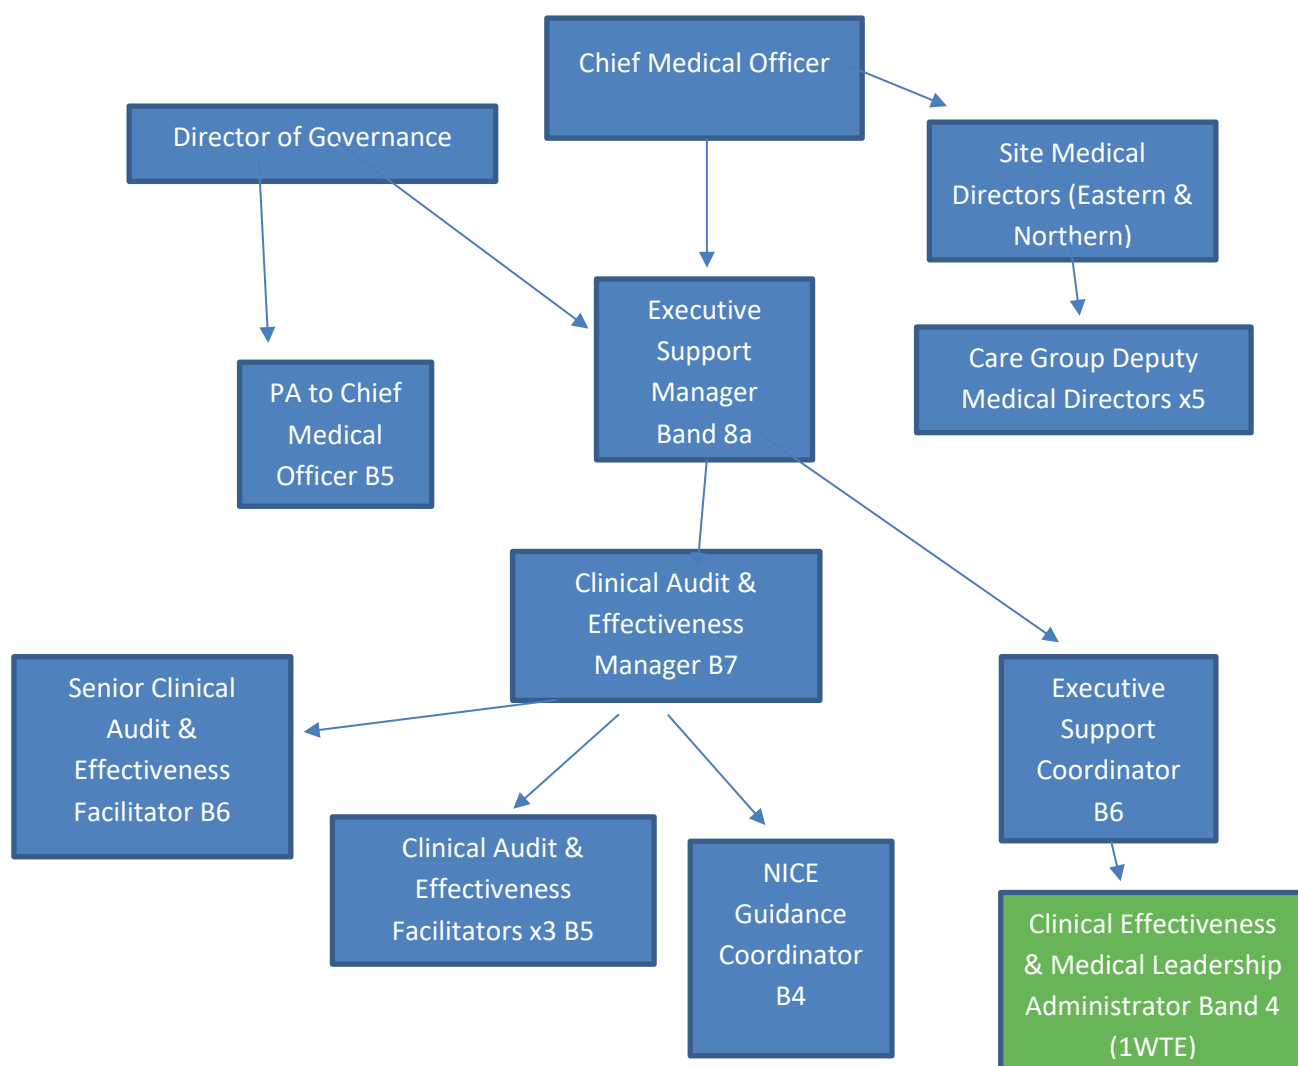 Chief Medical Officer
Director of Governance
Site Medical
Directors (Eastern &
Northern)
Executive
Support
Manager
Band 8a
Care Group Deputy
Medical Directors x5
PA to Chief
Medical
Officer B5
Clinical Audit &
Effectiveness
Manager B7
Senior Clinical
Audit &
Effectiveness
Facilitator B6
Executive
Support
Coordinator
B6
Clinical Audit &
Effectiveness
Facilitators x3 B5
NICE
Guidance
Coordinator
B4
Clinical Effectiveness
& Medical Leadership
Administrator Band 4
(1WTE)